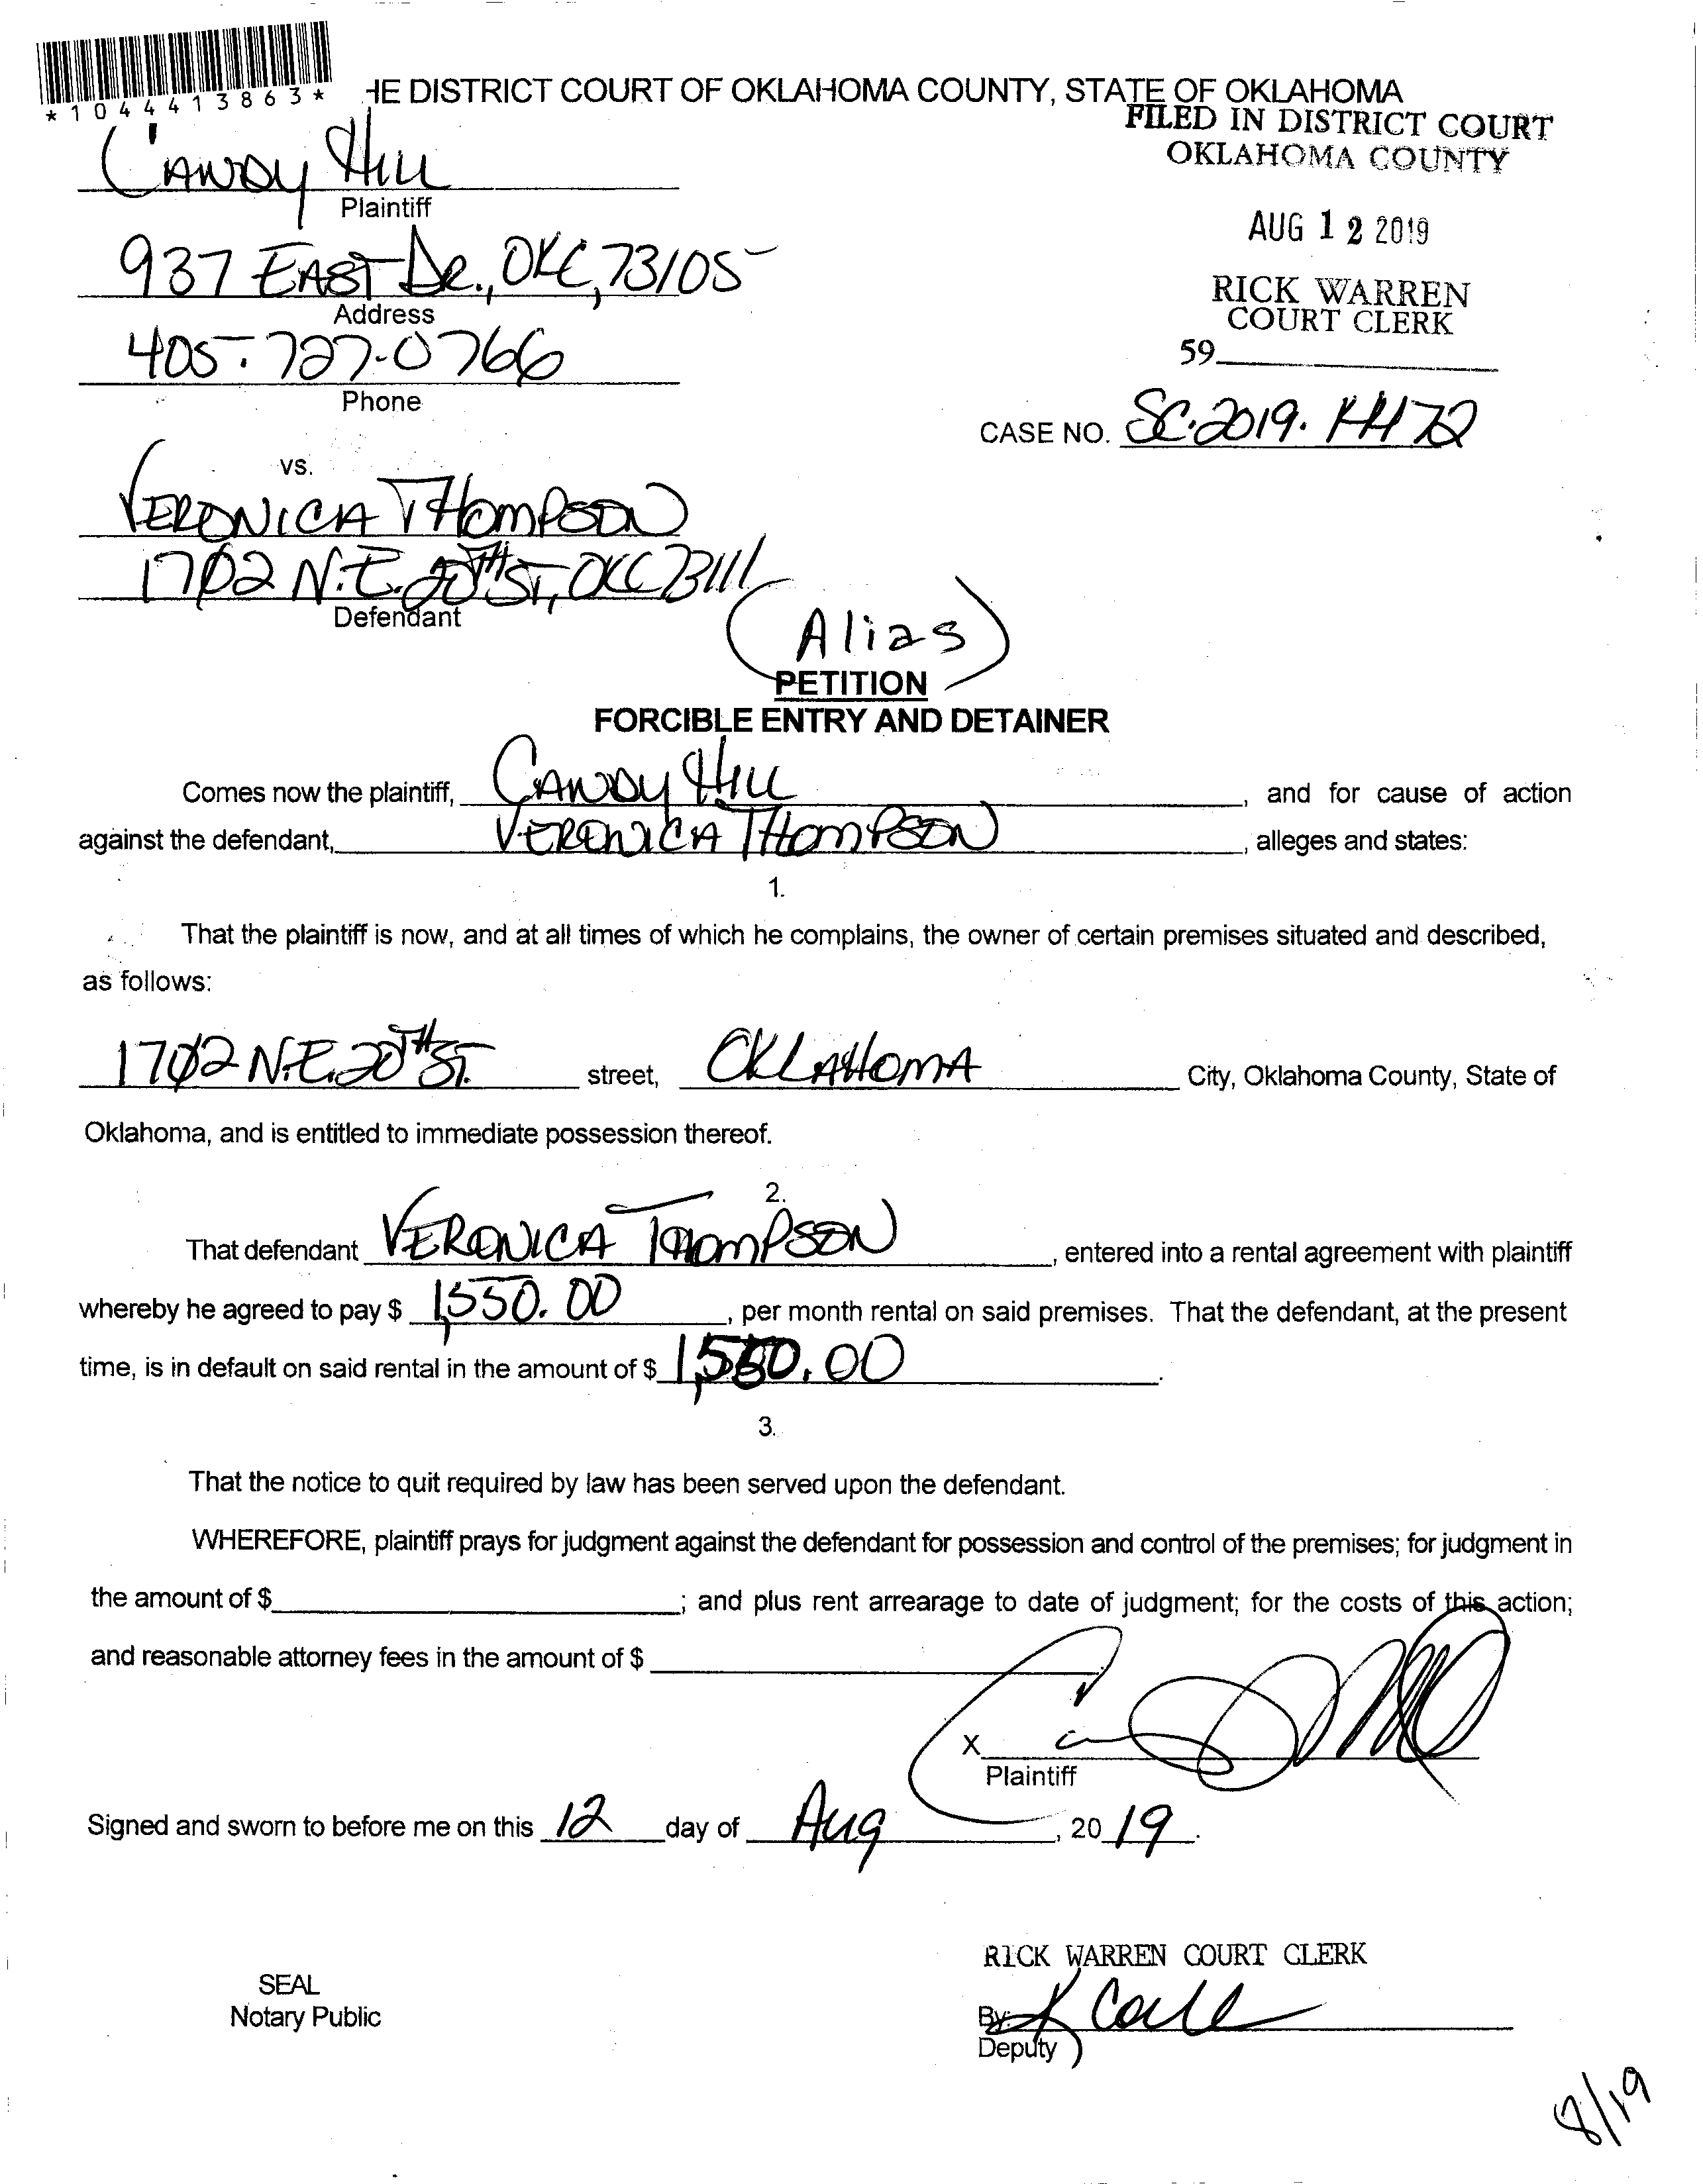 *1044413863*
HE DISTRICT COURT OF OKLAHOMA COUNTY, STATE OF OKLAHOMA
FILED IN DISTRICT COURT
OKLAHOMA COUNTY
CANDY HILL
Plaintiff
AUG 12 2019
937 EAST DR., OKC, 73105
Address
RICK WARREN
COURT CLERK
405.727.0766
Phone
59
CASE NO. SC.2019.14472
vs.
VERONICA THOMPSON
1702 N.E. 20TH ST, OKC 73111
Defendant
(Alias)
PETITION
FORCIBLE ENTRY AND DETAINER
Comes now the plaintiff, CANDY HILL, and for cause of action
against the defendant, VERONICA THOMPSON, alleges and states:
1.
That the plaintiff is now, and at all times of which he complains, the owner of certain premises situated and described,
as follows:
1702 N.E. 20TH ST. street, OKLAHOMA City, Oklahoma County, State of
Oklahoma, and is entitled to immediate possession thereof.
2.
That defendant VERONICA THOMPSON, entered into a rental agreement with plaintiff
whereby he agreed to pay $ 1,550.00, per month rental on said premises. That the defendant, at the present
time, is in default on said rental in the amount of $ 1,550.00.
3.
That the notice to quit required by law has been served upon the defendant.
WHEREFORE, plaintiff prays for judgment against the defendant for possession and control of the premises; for judgment in
the amount of $ ; and plus rent arrearage to date of judgment; for the costs of this action;
and reasonable attorney fees in the amount of $
X
Plaintiff
Signed and sworn to before me on this 12 day of Aug, 20 19.
RICK WARREN COURT CLERK
SEAL
Notary Public
By: K Call
Deputy
8/19